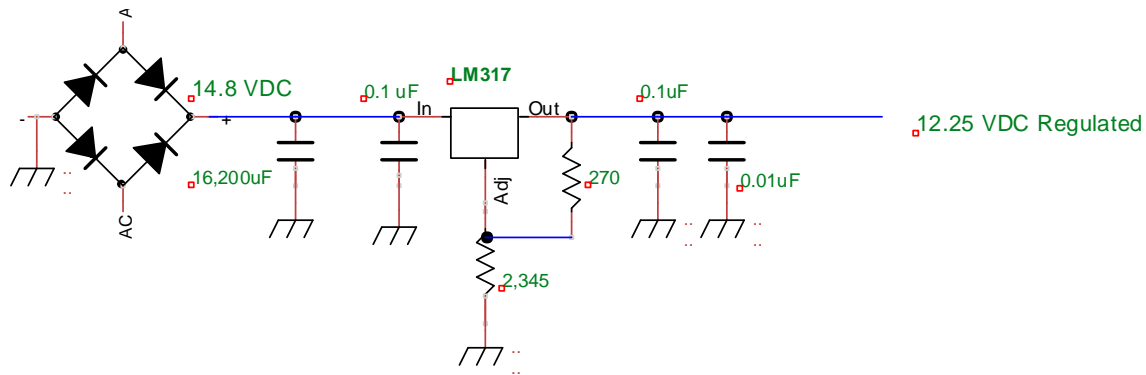 A
14.8 VDC
0.1 uF
LM317
In
Out
0.1uF
-
+
12.25 VDC Regulated
16,200uF
Adj
270
0.01uF
AC
2,345